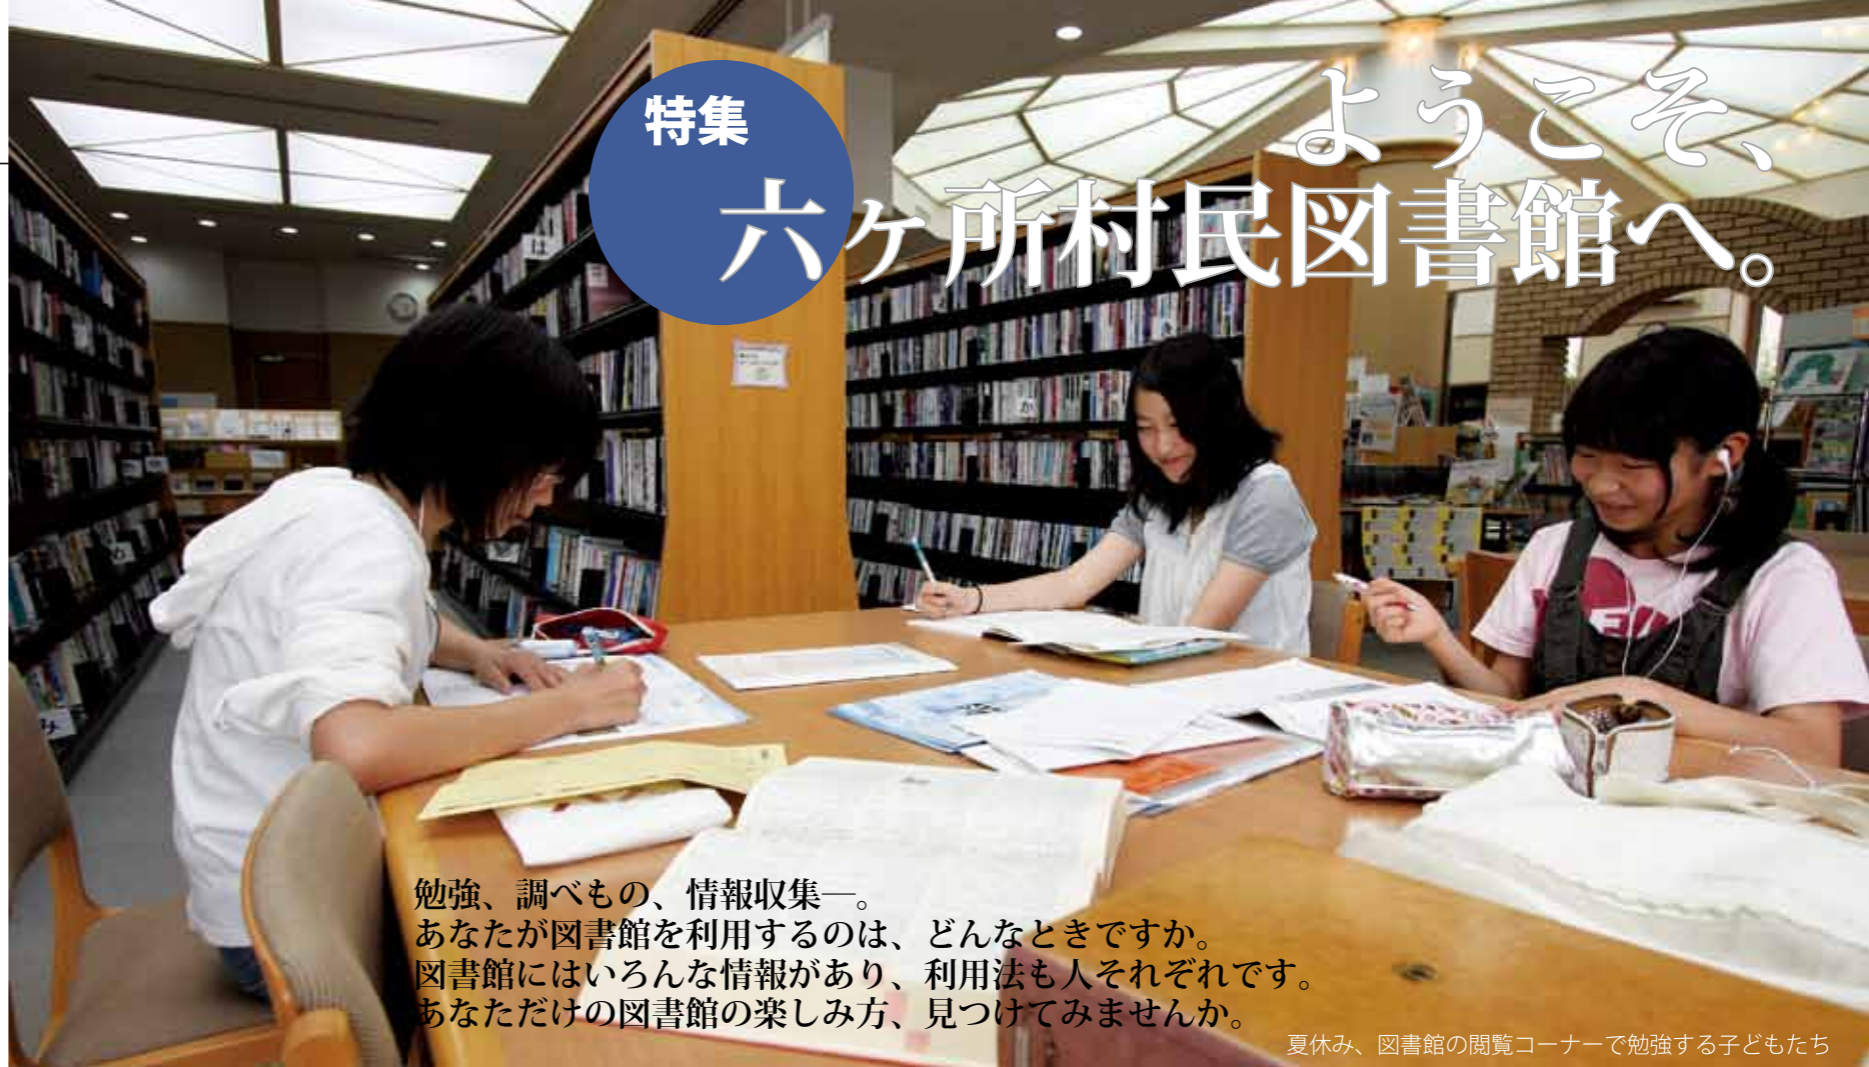 特集
ようこそ、
六ヶ所村民図書館へ。
は
か
め
み
勉強、調べもの、情報収集―。
あなたが図書館を利用するのは、どんなときですか。
図書館にはいろんな情報があり、利用法も人それぞれです。
あなただけの図書館の楽しみ方、見つけてみませんか。
夏休み、図書館の閲覧コーナーで勉強する子どもたち